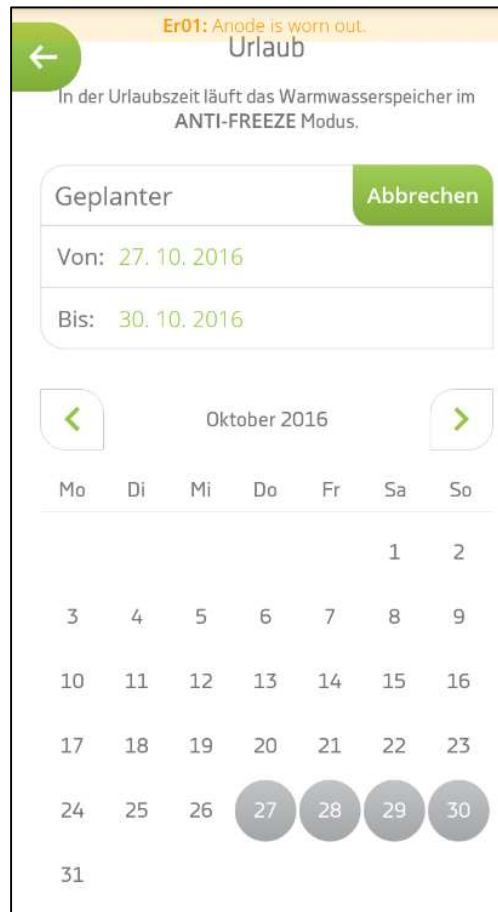 Er01: Anode is worn out.
Urlaub
In der Urlaubszeit läuft das Warmwasserspeicher im
ANTI-FREEZE Modus.
Geplanter Abbrechen
Von: 27. 10. 2016
Bis: 30. 10. 2016
Oktober 2016
Mo Di Mi Do Fr Sa So
1 2
3 4 5 6 7 8 9
10 11 12 13 14 15 16
17 18 19 20 21 22 23
24 25 26 27 28 29 30
31